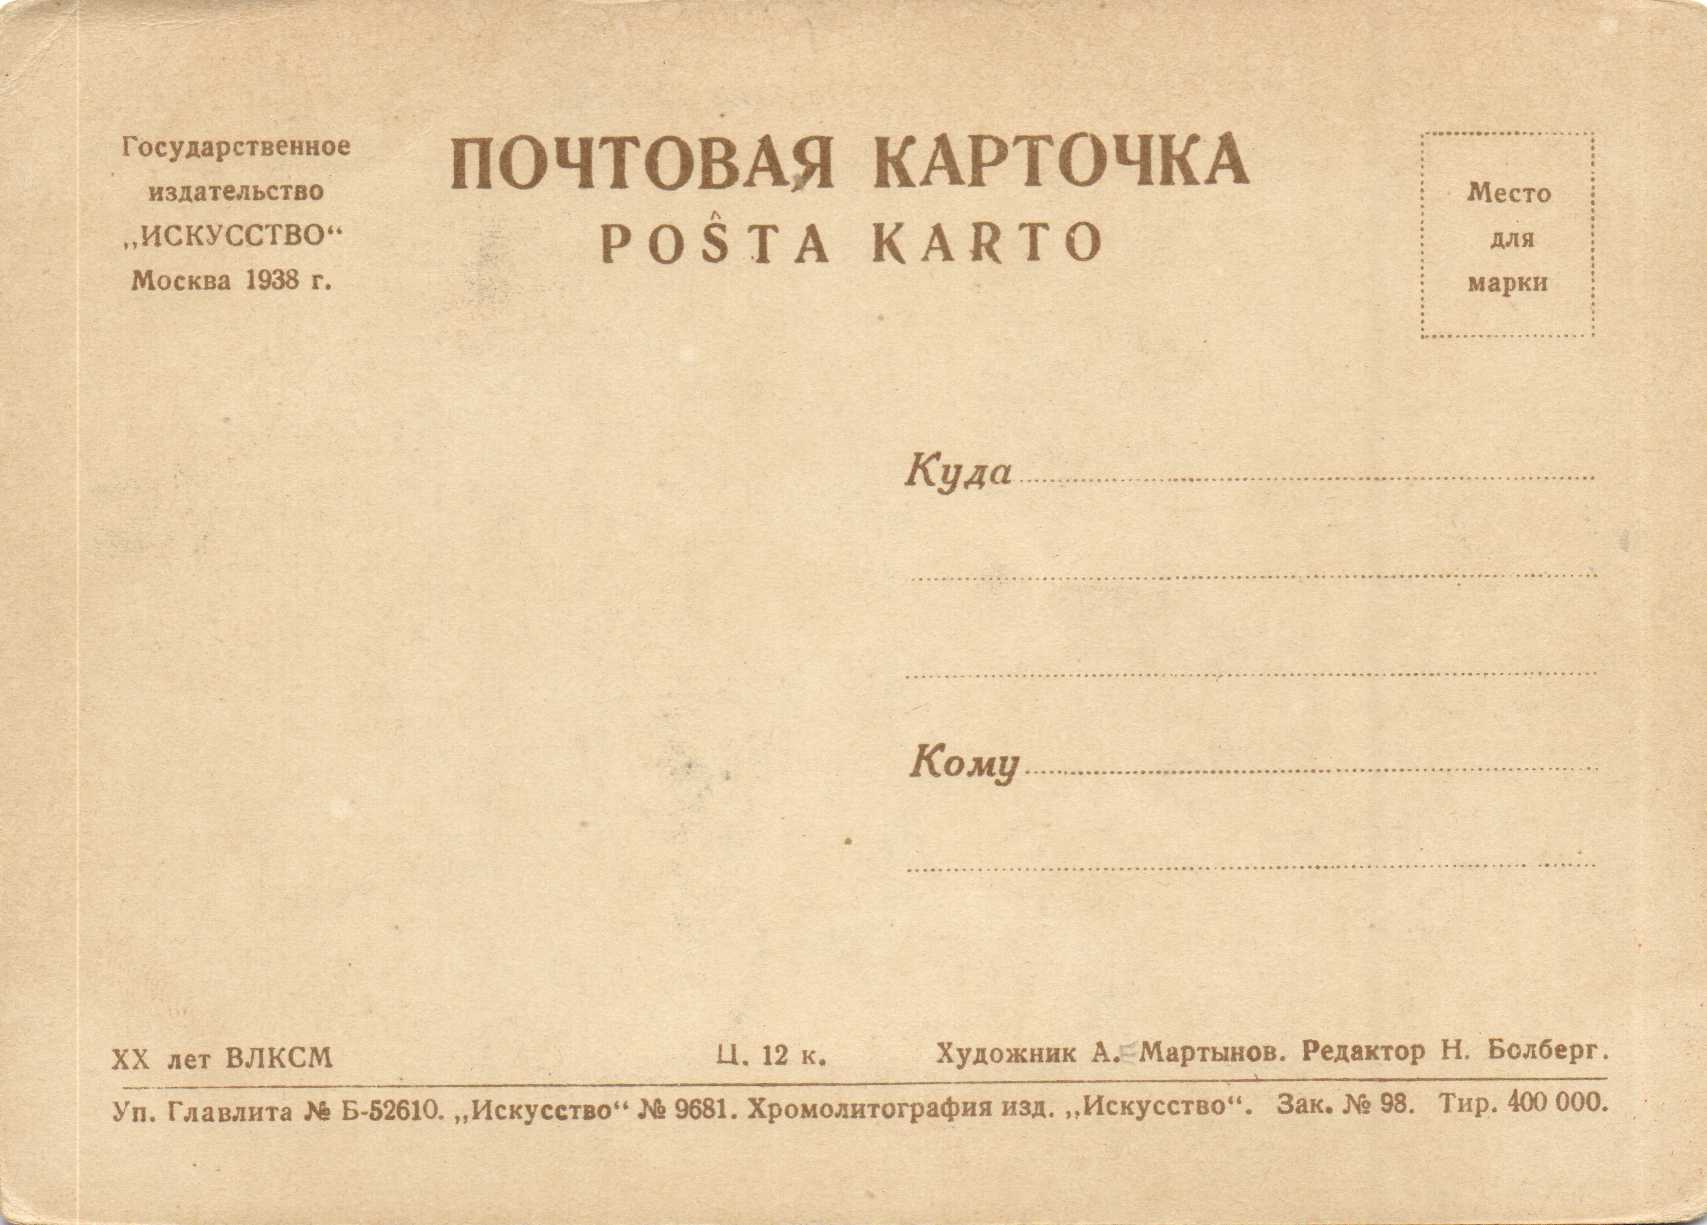 Государственное
издательство
„ИСКУССТВО“
Москва 1938 г.
ПОЧТОВАЯ КАРТОЧКА
POŜTA KARTO
Место
для
марки
Куда
Кому
XX лет ВЛКСМ Ц. 12 к. Художник А. Мартынов. Редактор Н. Болберг.
Уп. Главлита № Б-52610. „Искусство“ № 9681. Хромолитография изд. „Искусство“. Зак. № 98. Тир. 400 000.